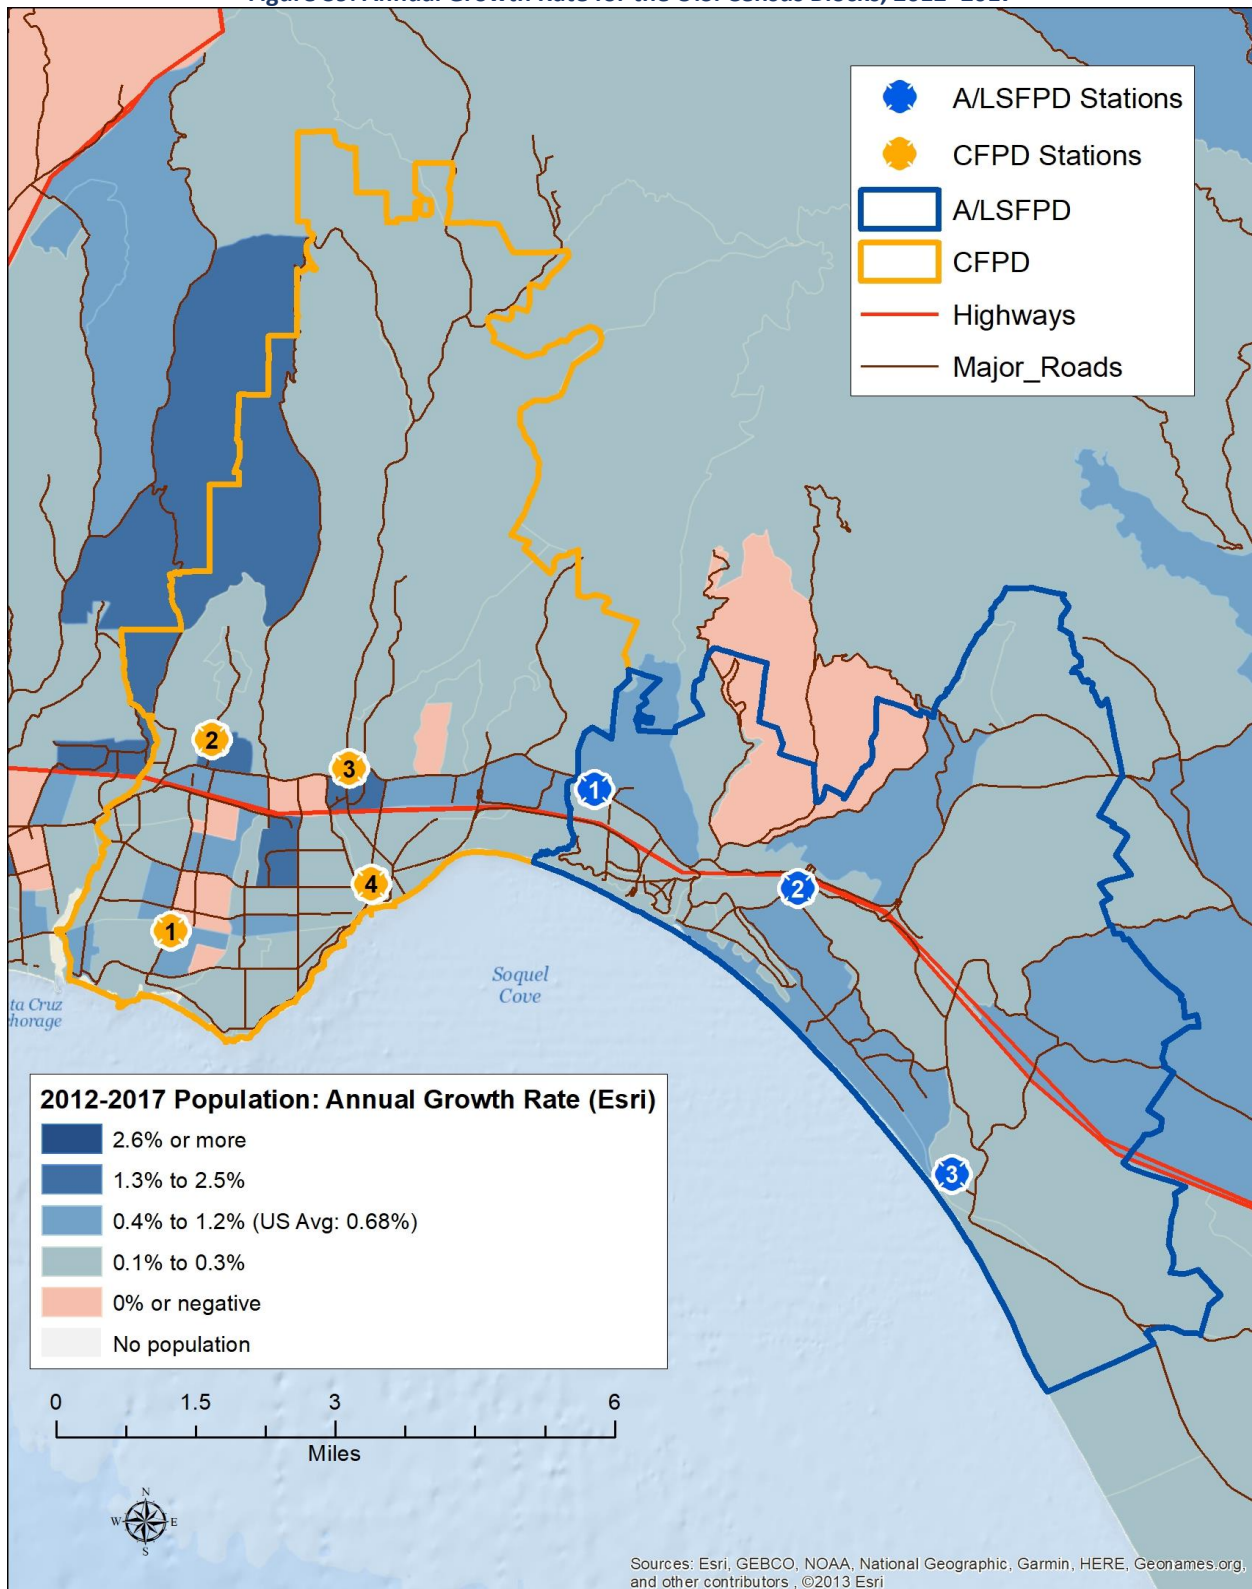 A/LSFPD Stations
CFPD Stations
A/LSFPD
CFPD
Highways
Major_Roads
2
3
1
4
1
2
3
Soquel
Cove
ta Cruz
horage
2012-2017 Population: Annual Growth Rate (Esri)
2.6% or more
1.3% to 2.5%
0.4% to 1.2% (US Avg: 0.68%)
0.1% to 0.3%
0% or negative
No population
0 1.5 3 6
Miles
N
W E
S
Sources: Esri, GEBCO, NOAA, National Geographic, Garmin, HERE, Geonames.org,
and other contributors , ©2013 Esri